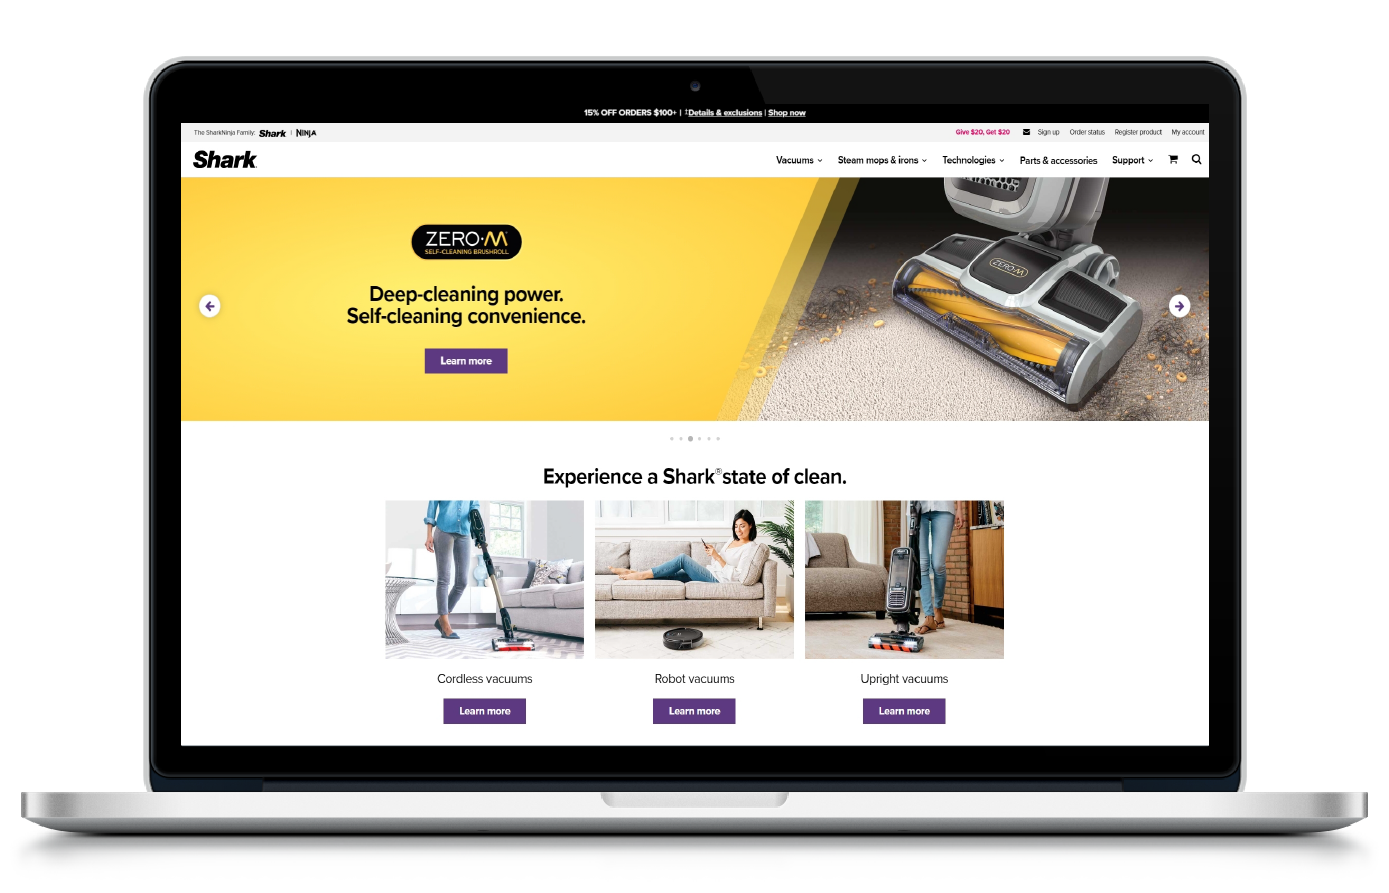 15% OFF ORDERS $100+ | ‡Details & exclusions | Shop now
The SharkNinja Family: Shark | NINJA
Give $20, Get $20 Sign up Order status Register product My account
Shark
Vacuums Steam mops & irons Technologies Parts & accessories Support
ZERO·M
SELF-CLEANING BRUSHROLL
Deep-cleaning power.
Self-cleaning convenience.
Learn more
ZERO·M
Experience a Shark® state of clean.
Cordless vacuums
Learn more
Robot vacuums
Learn more
Upright vacuums
Learn more